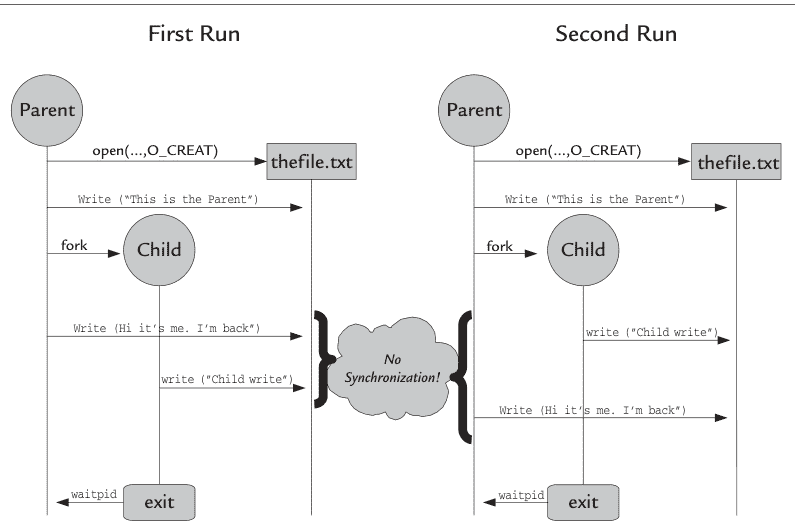 First Run
Second Run
Parent
Parent
open(...,O_CREAT)
thefile.txt
open(...,O_CREAT)
thefile.txt
Write ("This is the Parent")
Write ("This is the Parent")
fork
Child
fork
Child
Write (Hi it's me. I'm back")
write ("Child write")
No
Synchronization!
write ("Child write")
Write (Hi it's me. I'm back")
waitpid
exit
waitpid
exit